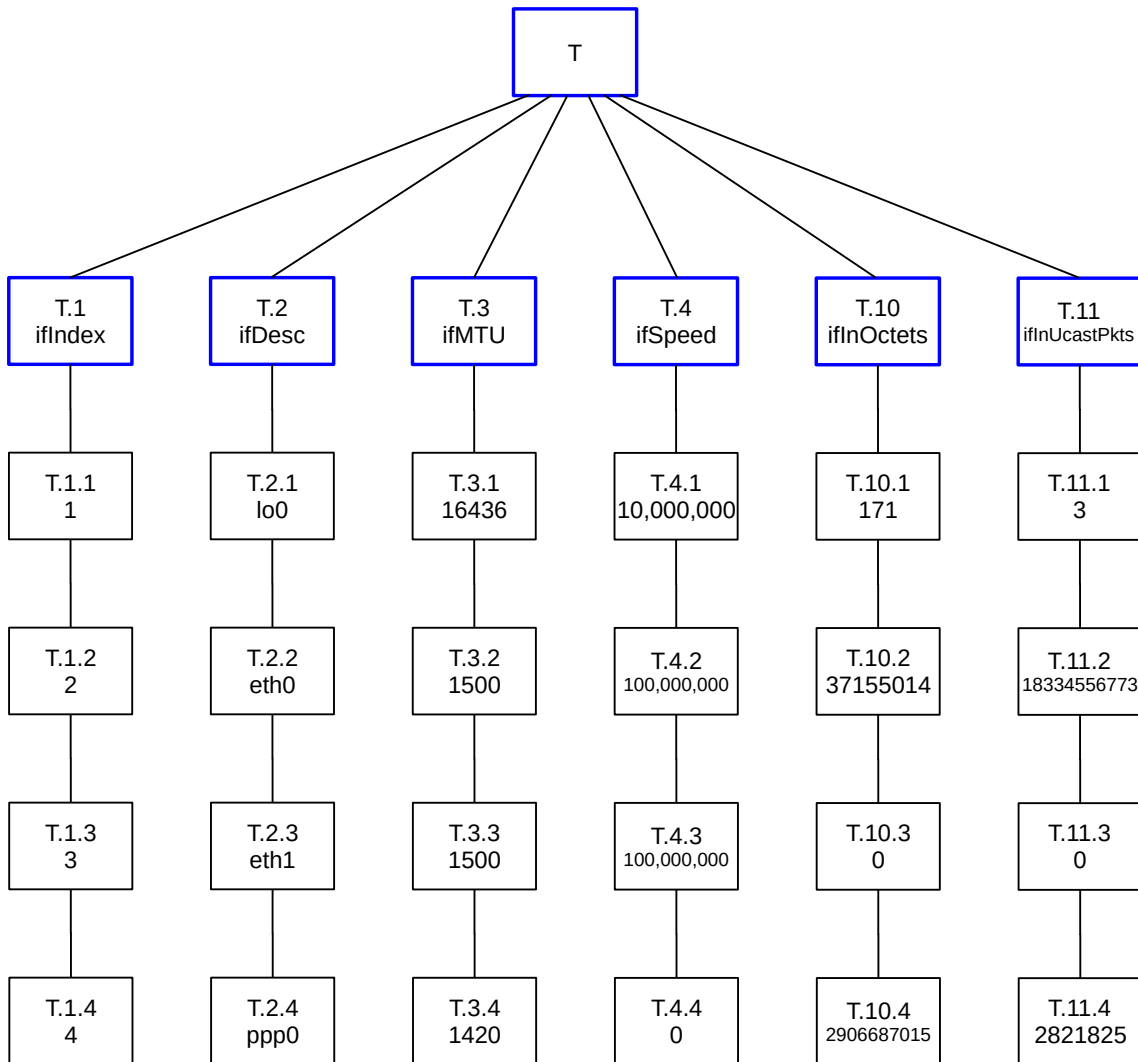 T
T.1
ifIndex
T.2
ifDesc
T.3
ifMTU
T.4
ifSpeed
T.10
ifInOctets
T.11
ifInUcastPkts
T.1.1
1
T.2.1
lo0
T.3.1
16436
T.4.1
10,000,000
T.10.1
171
T.11.1
3
T.1.2
2
T.2.2
eth0
T.3.2
1500
T.4.2
100,000,000
T.10.2
37155014
T.11.2
18334556773
T.1.3
3
T.2.3
eth1
T.3.3
1500
T.4.3
100,000,000
T.10.3
0
T.11.3
0
T.1.4
4
T.2.4
ppp0
T.3.4
1420
T.4.4
0
T.10.4
2906687015
T.11.4
2821825